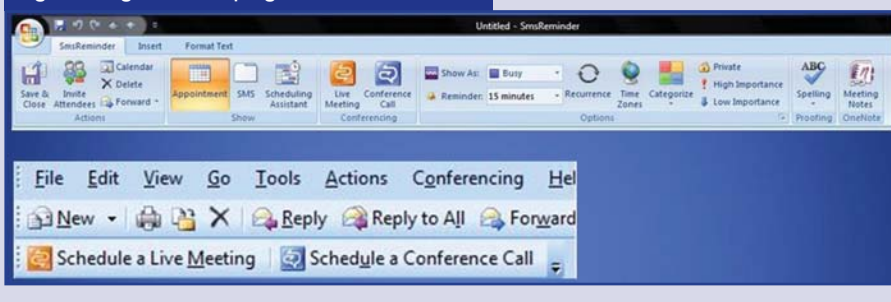 Untitled - SmsReminder
SmsReminder Insert Format Text
Save & Close
Invite Attendees
Calendar
Delete
Forward
Actions
Appointment
SMS
Scheduling Assistant
Show
Live Meeting
Conference Call
Conferencing
Show As: Busy
Reminder: 15 minutes
Recurrence
Time Zones
Categorize
Private
High Importance
Low Importance
Options
ABC
Spelling
Proofing
Meeting Notes
OneNote
File Edit View Go Tools Actions Conferencing Hel
New Reply Reply to All Forward
Schedule a Live Meeting Schedule a Conference Call